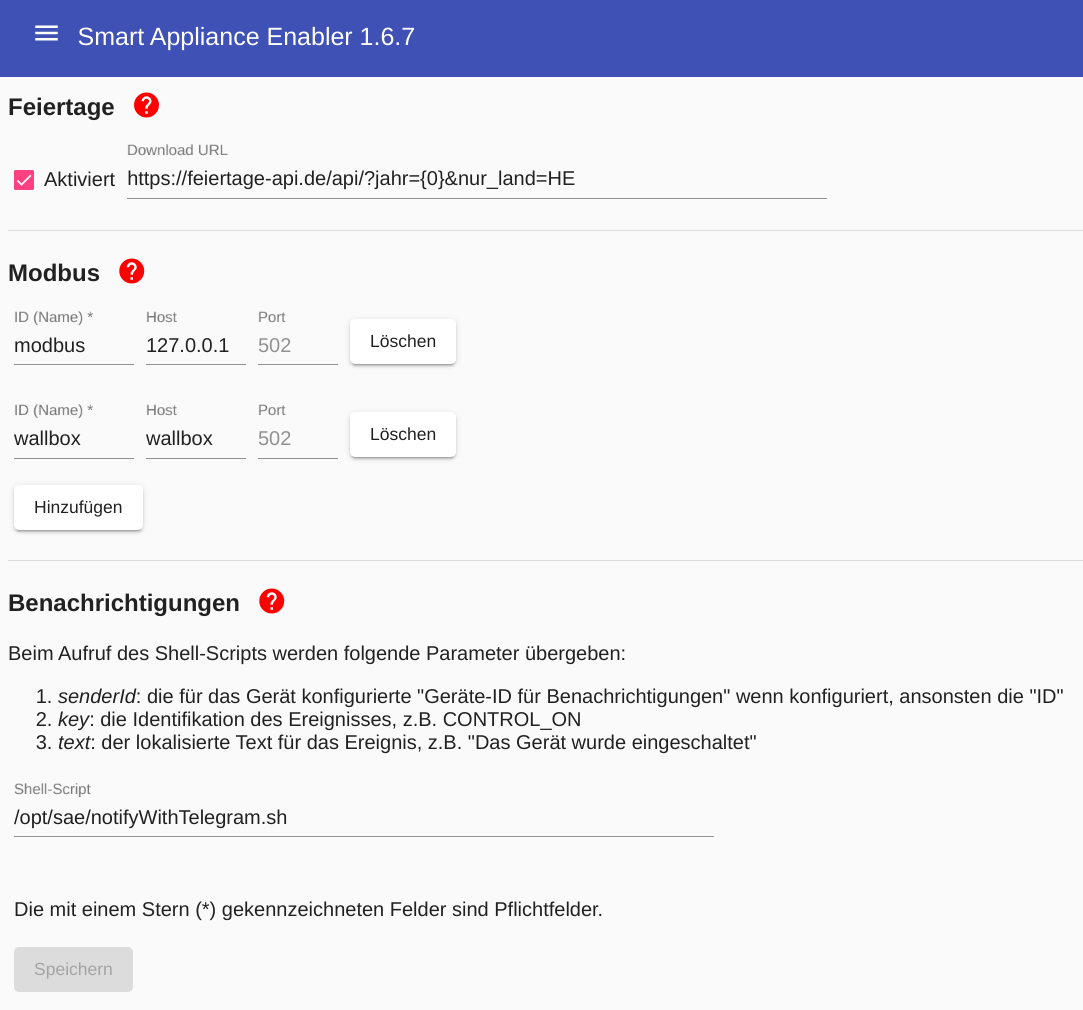 Smart Appliance Enabler 1.6.7
Feiertage ?
Download URL
Aktiviert https://feiertage-api.de/api/?jahr={0}&nur_land=HE
Modbus ?
ID (Name) * Host Port
modbus 127.0.0.1 502 Löschen
ID (Name) * Host Port
wallbox wallbox 502 Löschen
Hinzufügen
Benachrichtigungen ?
Beim Aufruf des Shell-Scripts werden folgende Parameter übergeben:
1. senderId: die für das Gerät konfigurierte "Geräte-ID für Benachrichtigungen" wenn konfiguriert, ansonsten die "ID"
2. key: die Identifikation des Ereignisses, z.B. CONTROL_ON
3. text: der lokalisierte Text für das Ereignis, z.B. "Das Gerät wurde eingeschaltet"
Shell-Script
/opt/sae/notifyWithTelegram.sh
Die mit einem Stern (*) gekennzeichneten Felder sind Pflichtfelder.
Speichern